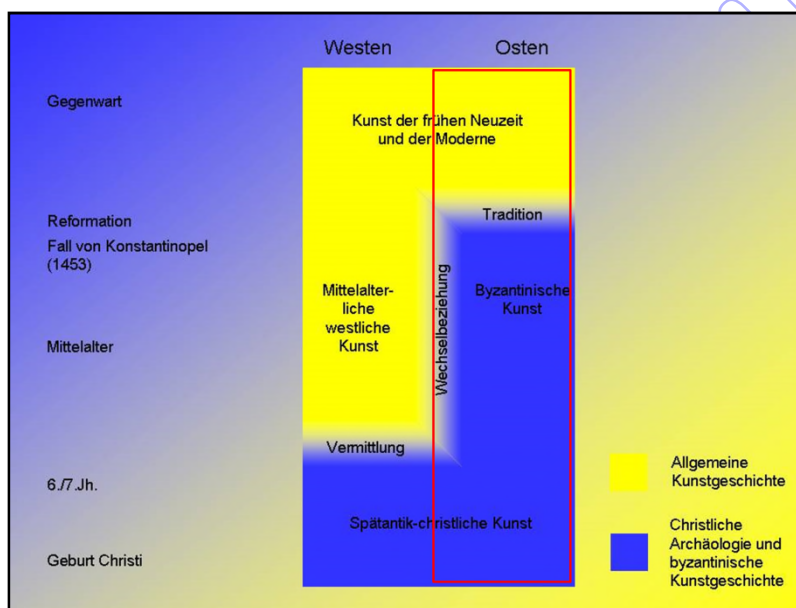 Westen
Osten
Gegenwart
Kunst der frühen Neuzeit
und der Moderne
Reformation
Tradition
Fall von Konstantinopel
(1453)
Wechselbeziehung
Mittelalter-
liche
westliche
Kunst
Byzantinische
Kunst
Mittelalter
Vermittlung
6./7.Jh.
Spätantik-christliche Kunst
Geburt Christi
Allgemeine
Kunstgeschichte
Christliche
Archäologie und
byzantinische
Kunstgeschichte